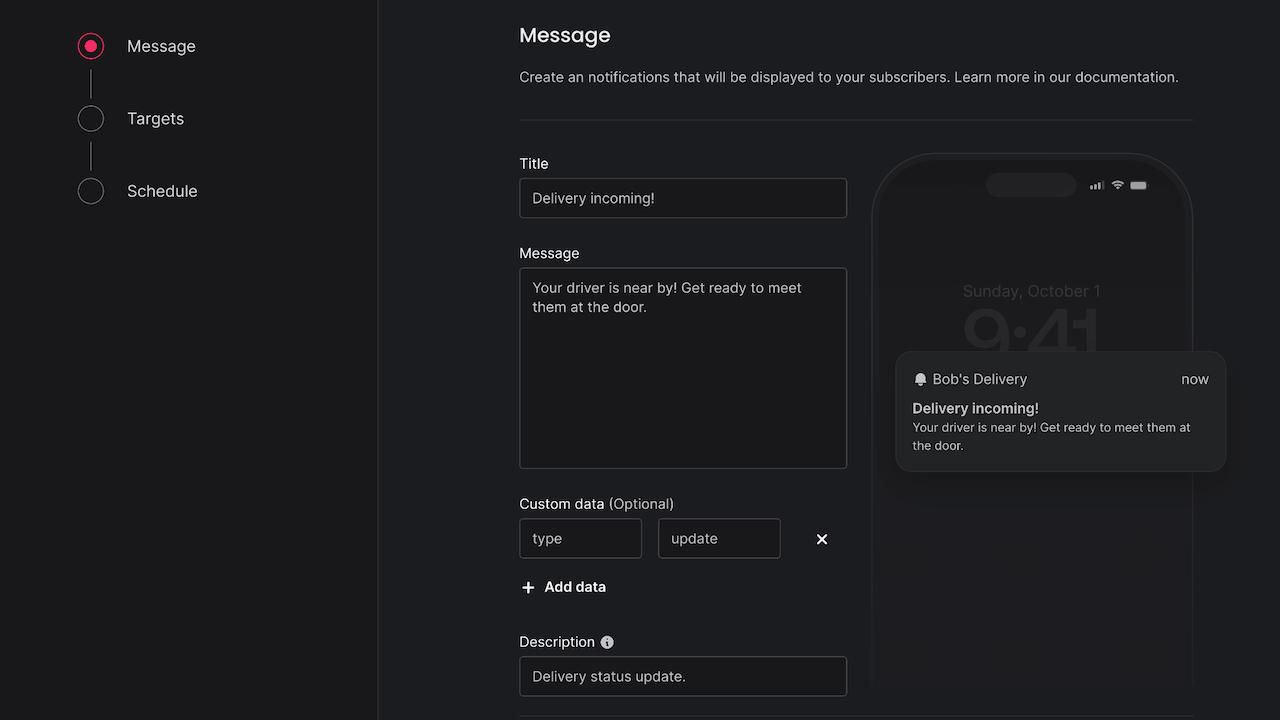 Message
Targets
Schedule
Message
Create an notifications that will be displayed to your subscribers. Learn more in our documentation.
Title
Delivery incoming!
Message
Your driver is near by! Get ready to meet
them at the door.
Custom data (Optional)
type
update
Add data
Description
Delivery status update.
Sunday, October 1
9:41
Bob's Delivery
now
Delivery incoming!
Your driver is near by! Get ready to meet them at
the door.